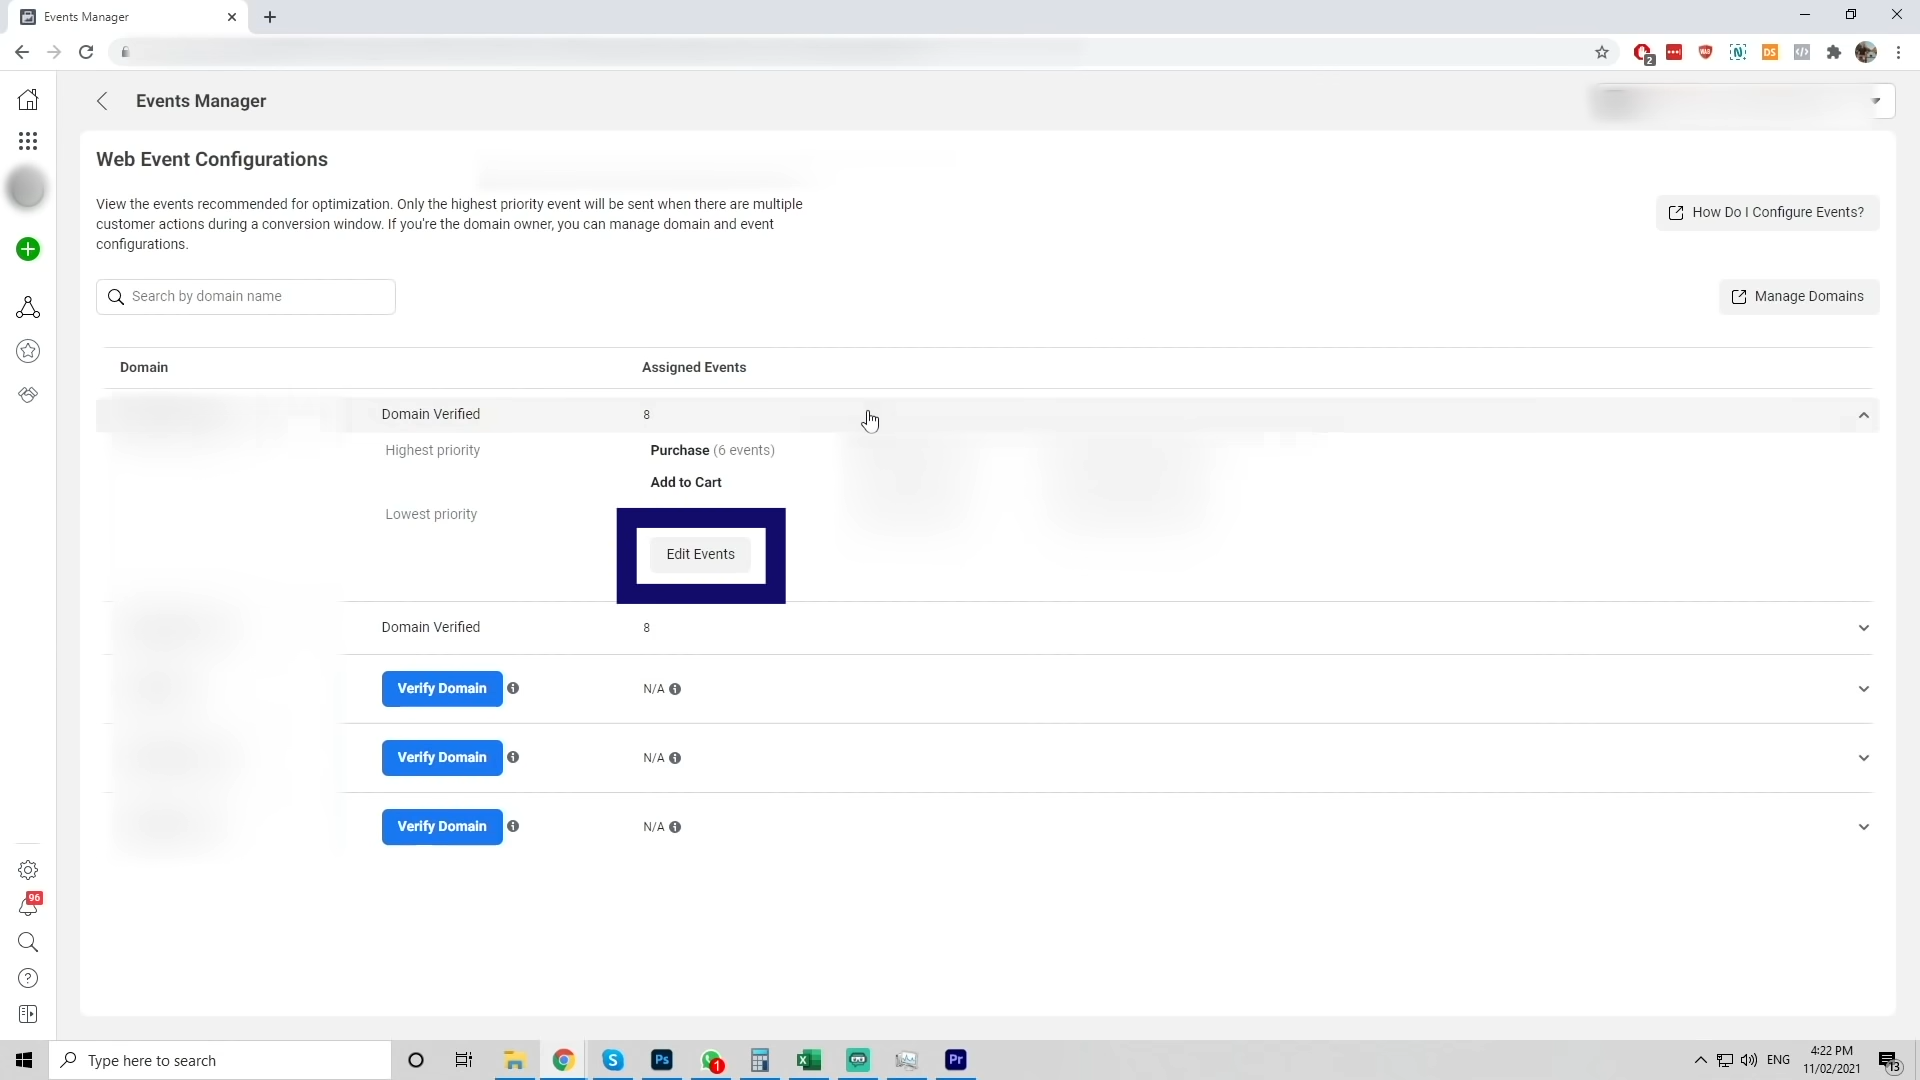 Events Manager
2
Events Manager
Web Event Configurations
View the events recommended for optimization. Only the highest priority event will be sent when there are multiple
customer actions during a conversion window. If you're the domain owner, you can manage domain and event
configurations.
How Do I Configure Events?
Search by domain name
Manage Domains
Domain Assigned Events
Domain Verified 8
Highest priority Purchase (6 events)
Add to Cart
Lowest priority
Edit Events
Domain Verified 8
Verify Domain N/A
Verify Domain N/A
Verify Domain N/A
96
Type here to search
S
Ps
1
Pr
ENG
4:22 PM
11/02/2021
13